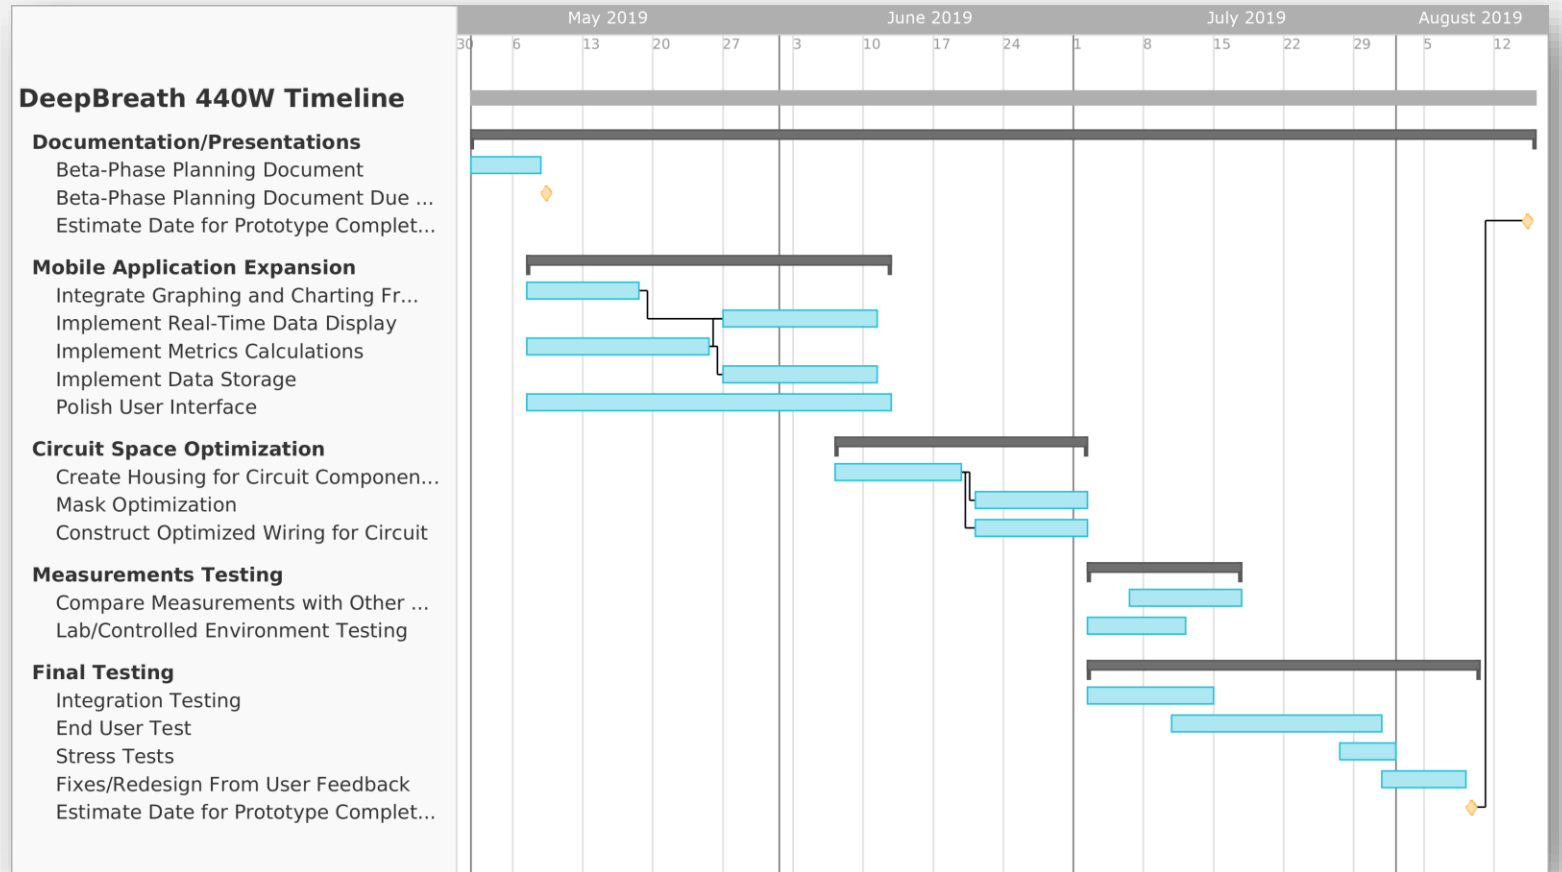 May 2019 June 2019 July 2019 August 2019
30 6 13 20 27 3 10 17 24 1 8 15 22 29 5 12
DeepBreath 440W Timeline
Documentation/Presentations
Beta-Phase Planning Document
Beta-Phase Planning Document Due ...
Estimate Date for Prototype Complet...
Mobile Application Expansion
Integrate Graphing and Charting Fr...
Implement Real-Time Data Display
Implement Metrics Calculations
Implement Data Storage
Polish User Interface
Circuit Space Optimization
Create Housing for Circuit Componen...
Mask Optimization
Construct Optimized Wiring for Circuit
Measurements Testing
Compare Measurements with Other ...
Lab/Controlled Environment Testing
Final Testing
Integration Testing
End User Test
Stress Tests
Fixes/Redesign From User Feedback
Estimate Date for Prototype Complet...